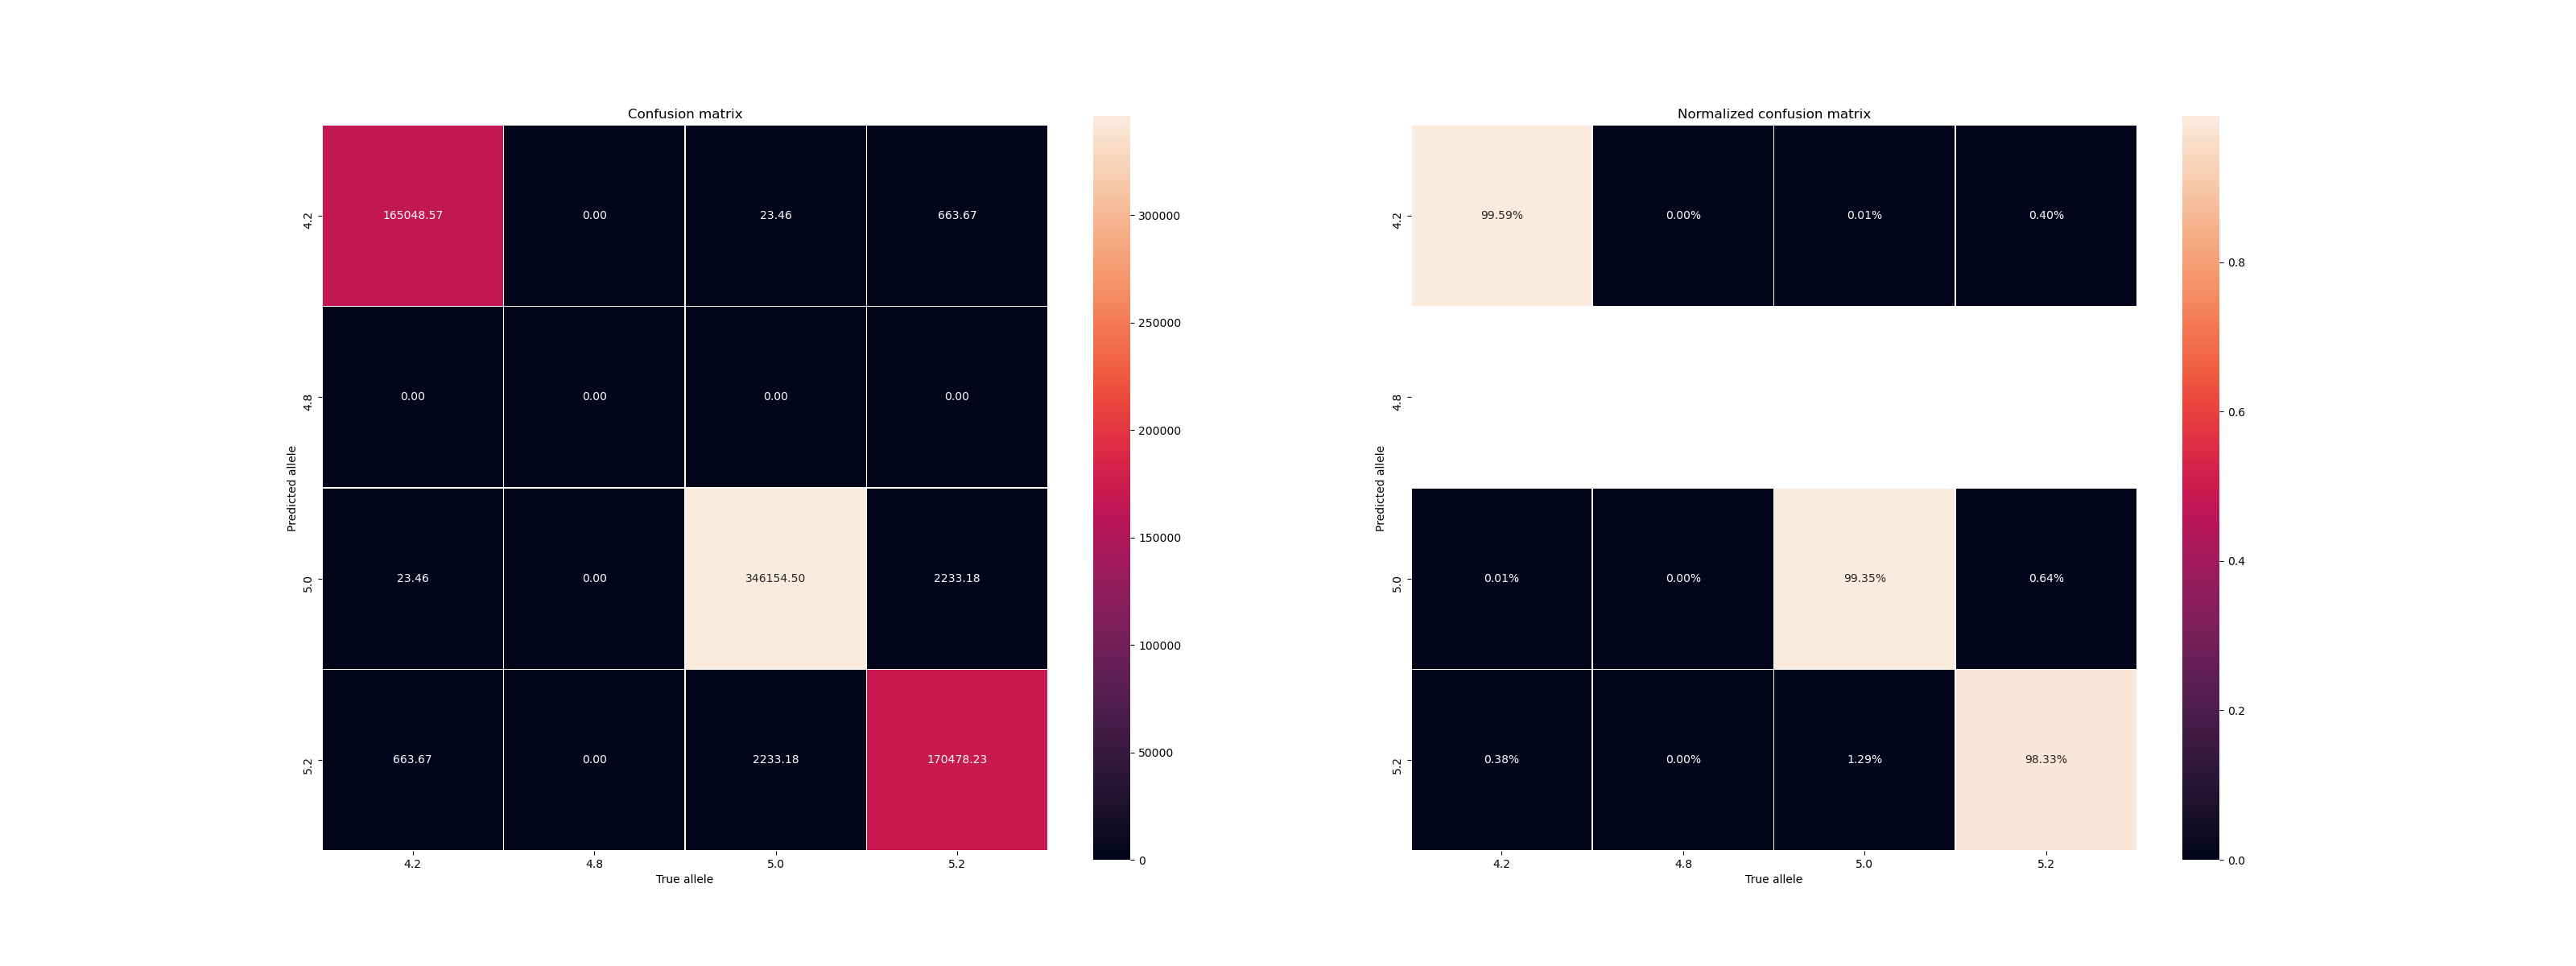 Confusion matrix
4.2 165048.57 0.00 23.46 663.67
4.8 0.00 0.00 0.00 0.00
5.0 23.46 0.00 346154.50 2233.18
5.2 663.67 0.00 2233.18 170478.23
4.2 4.8 5.0 5.2
True allele
Predicted allele
300000
250000
200000
150000
100000
50000
0
Normalized confusion matrix
4.2 99.59% 0.00% 0.01% 0.40%
4.8
5.0 0.01% 0.00% 99.35% 0.64%
5.2 0.38% 0.00% 1.29% 98.33%
4.2 4.8 5.0 5.2
True allele
Predicted allele
0.8
0.6
0.4
0.2
0.0